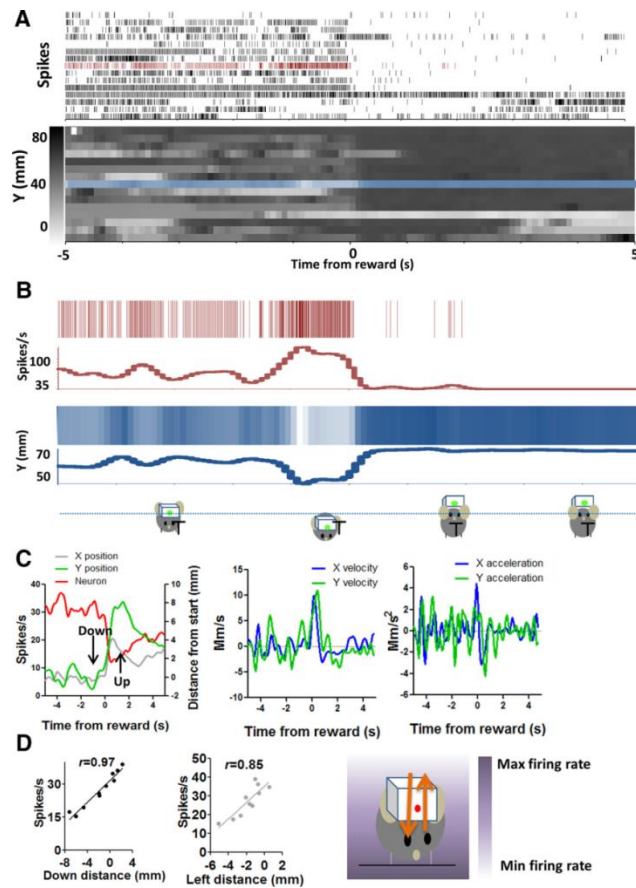 A
Spikes
Y (mm)
80
40
0
-5
0
5
Time from reward (s)
B
Spikes/s
100
35
Y (mm)
70
50
T
T
T
T
C
X position
Y position
Neuron
Spikes/s
40
30
20
10
0
Down
Up
10
8
6
4
2
0
-2
Distance from start (mm)
-4
-2
0
2
4
Time from reward (s)
X velocity
Y velocity
Mm/s
15
10
5
0
-5
-10
-4
-2
0
2
4
Time from reward (s)
X acceleration
Y acceleration
Mm/s²
6
4
2
0
-2
-4
-6
-4
-2
0
2
4
Time from reward (s)
D
r=0.97
Spikes/s
30
15
0
-8
-4
0
4
Down distance (mm)
r=0.85
Spikes/s
50
40
30
20
10
0
-6
-4
-2
0
2
Left distance (mm)
Max firing rate
Min firing rate